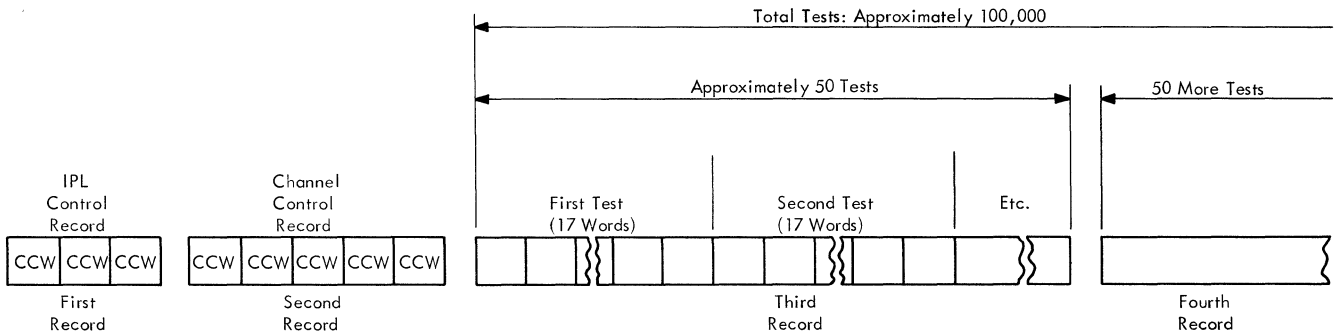 Total Tests: Approximately 100,000
Approximately 50 Tests
50 More Tests
IPL
Control
Record
Channel
Control
Record
First Test
(17 Words)
Second Test
(17 Words)
Etc.
CCW CCW CCW
CCW CCW CCW CCW CCW
First
Record
Second
Record
Third
Record
Fourth
Record